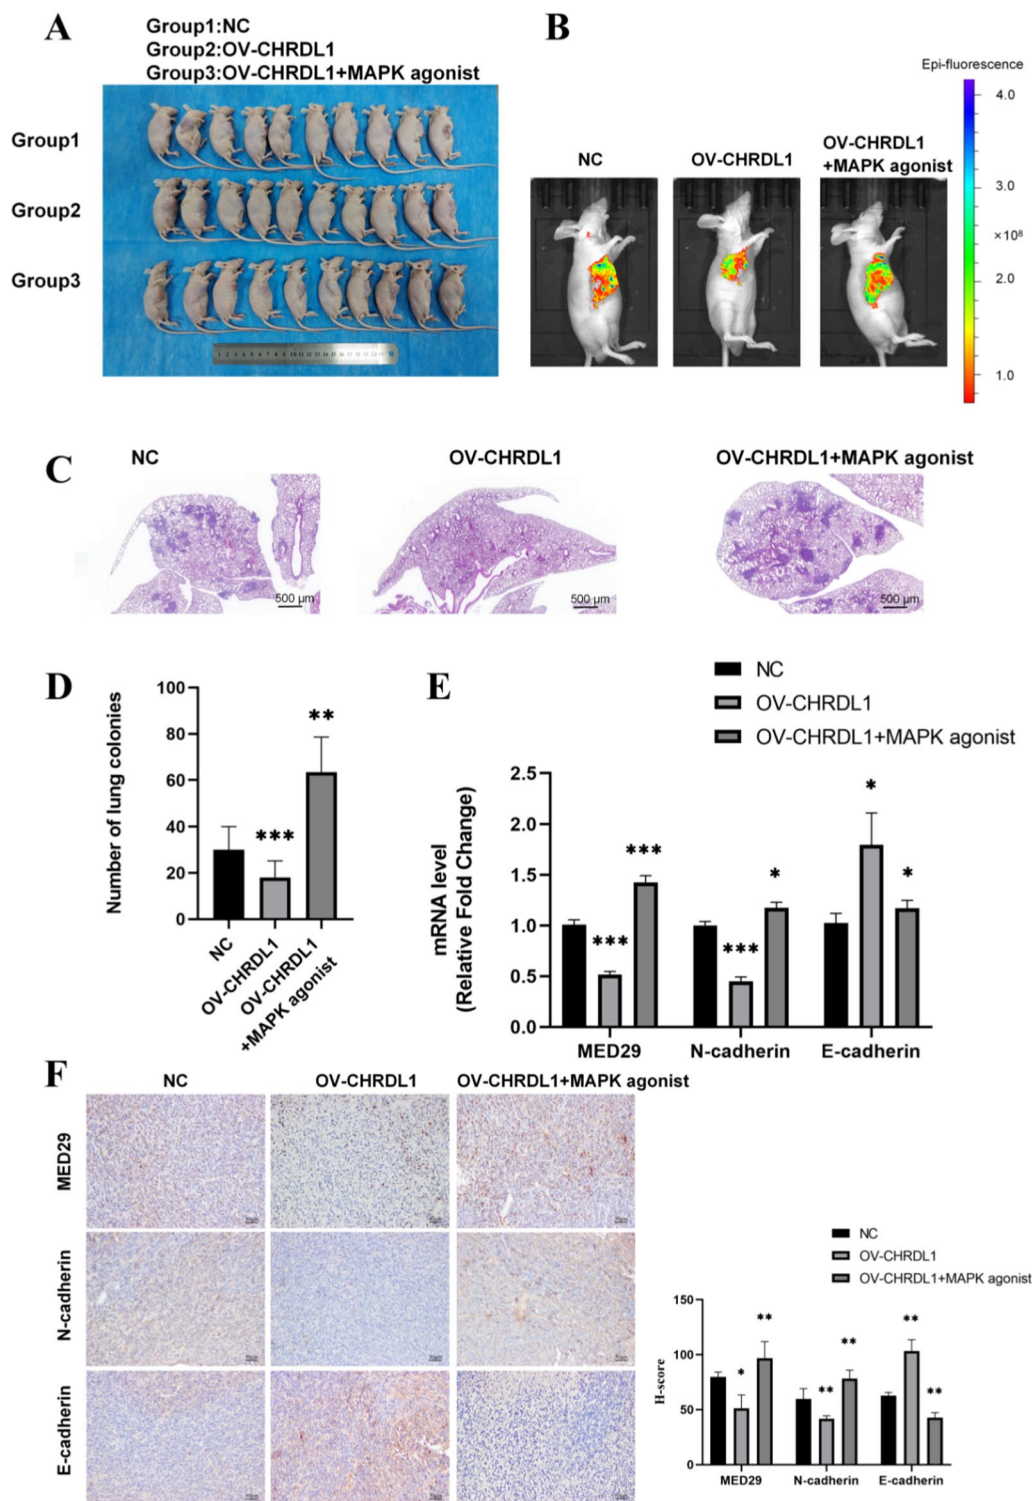 A
Group1:NC
Group2:OV-CHRDL1
Group3:OV-CHRDL1+MAPK agonist
Group1
Group2
Group3
B
Epi-fluorescence
NC
OV-CHRDL1
OV-CHRDL1
+MAPK agonist
4.0
3.0
×10⁸
2.0
1.0
C
NC
OV-CHRDL1
OV-CHRDL1+MAPK agonist
500 μm
500 μm
500 μm
D
Number of lung colonies
100
80
60
40
20
0
***
**
NC
OV-CHRDL1
OV-CHRDL1
+MAPK agonist
E
NC
OV-CHRDL1
OV-CHRDL1+MAPK agonist
mRNA level
(Relative Fold Change)
2.5
2.0
1.5
1.0
0.5
0.0
***
***
***
*
*
*
MED29
N-cadherin
E-cadherin
F
NC
OV-CHRDL1
OV-CHRDL1+MAPK agonist
MED29
N-cadherin
E-cadherin
NC
OV-CHRDL1
OV-CHRDL1+MAPK agonist
H-score
150
100
50
0
*
**
**
**
**
**
MED29
N-cadherin
E-cadherin